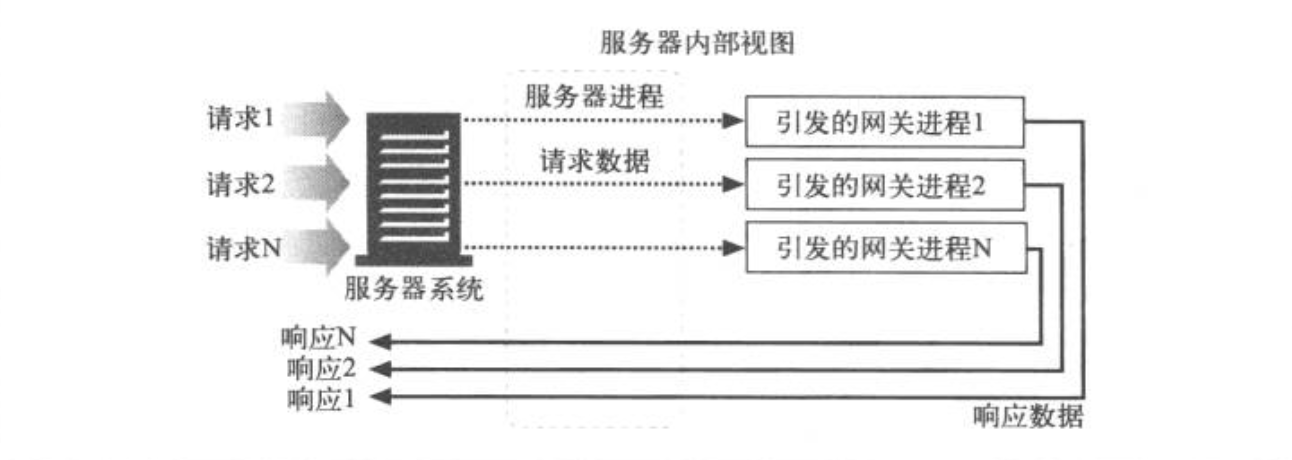 服务器内部视图
服务器进程
请求1
引发的网关进程1
请求数据
请求2
引发的网关进程2
请求N
引发的网关进程N
服务器系统
响应N
响应2
响应1
响应数据